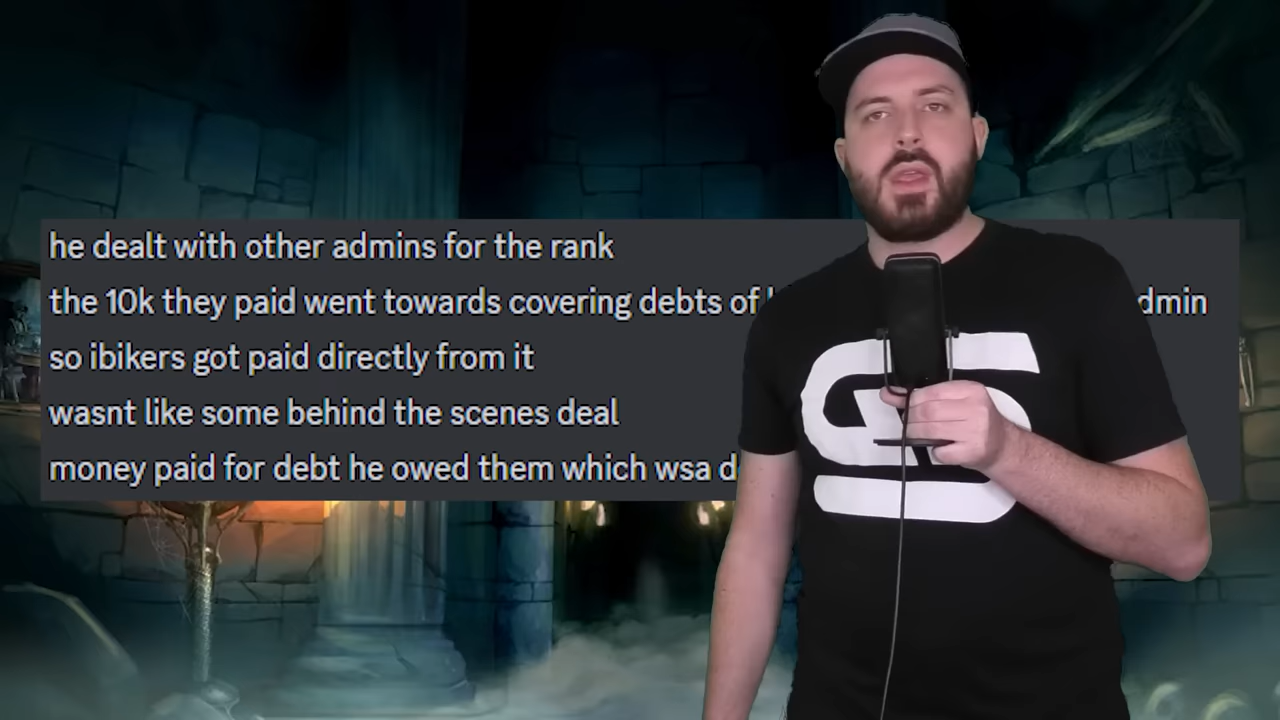 he dealt with other admins for the rank
the 10k they paid went towards covering debts of
so ibikers got paid directly from it
wasnt like some behind the scenes deal
money paid for debt he owed them which wsa